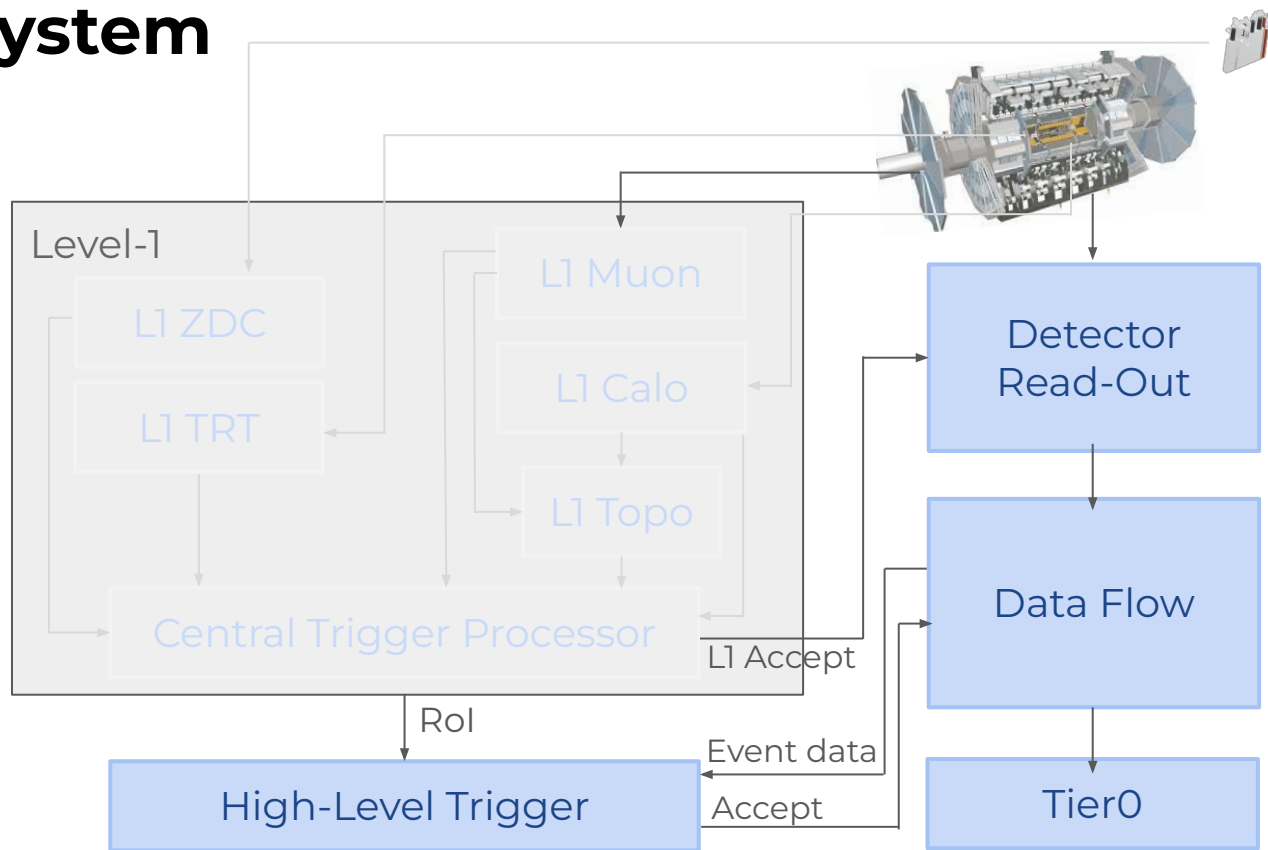 ystem
Level-1
L1 Muon
L1 ZDC
L1 Calo
L1 TRT
L1 Topo
Central Trigger Processor
L1 Accept
RoI
Detector
Read-Out
Data Flow
Event data
High-Level Trigger
Accept
Tier0